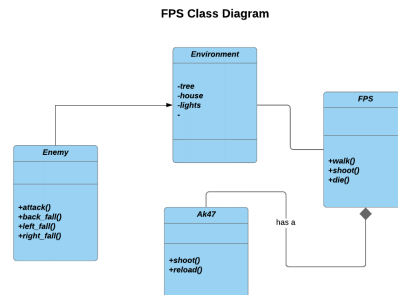 FPS Class Diagram
Environment
-tree
-house
-lights
-
FPS
+walk()
+shoot()
+die()
Enemy
+attack()
+back_fall()
+left_fall()
+right_fall()
Ak47
+shoot()
+reload()
has a